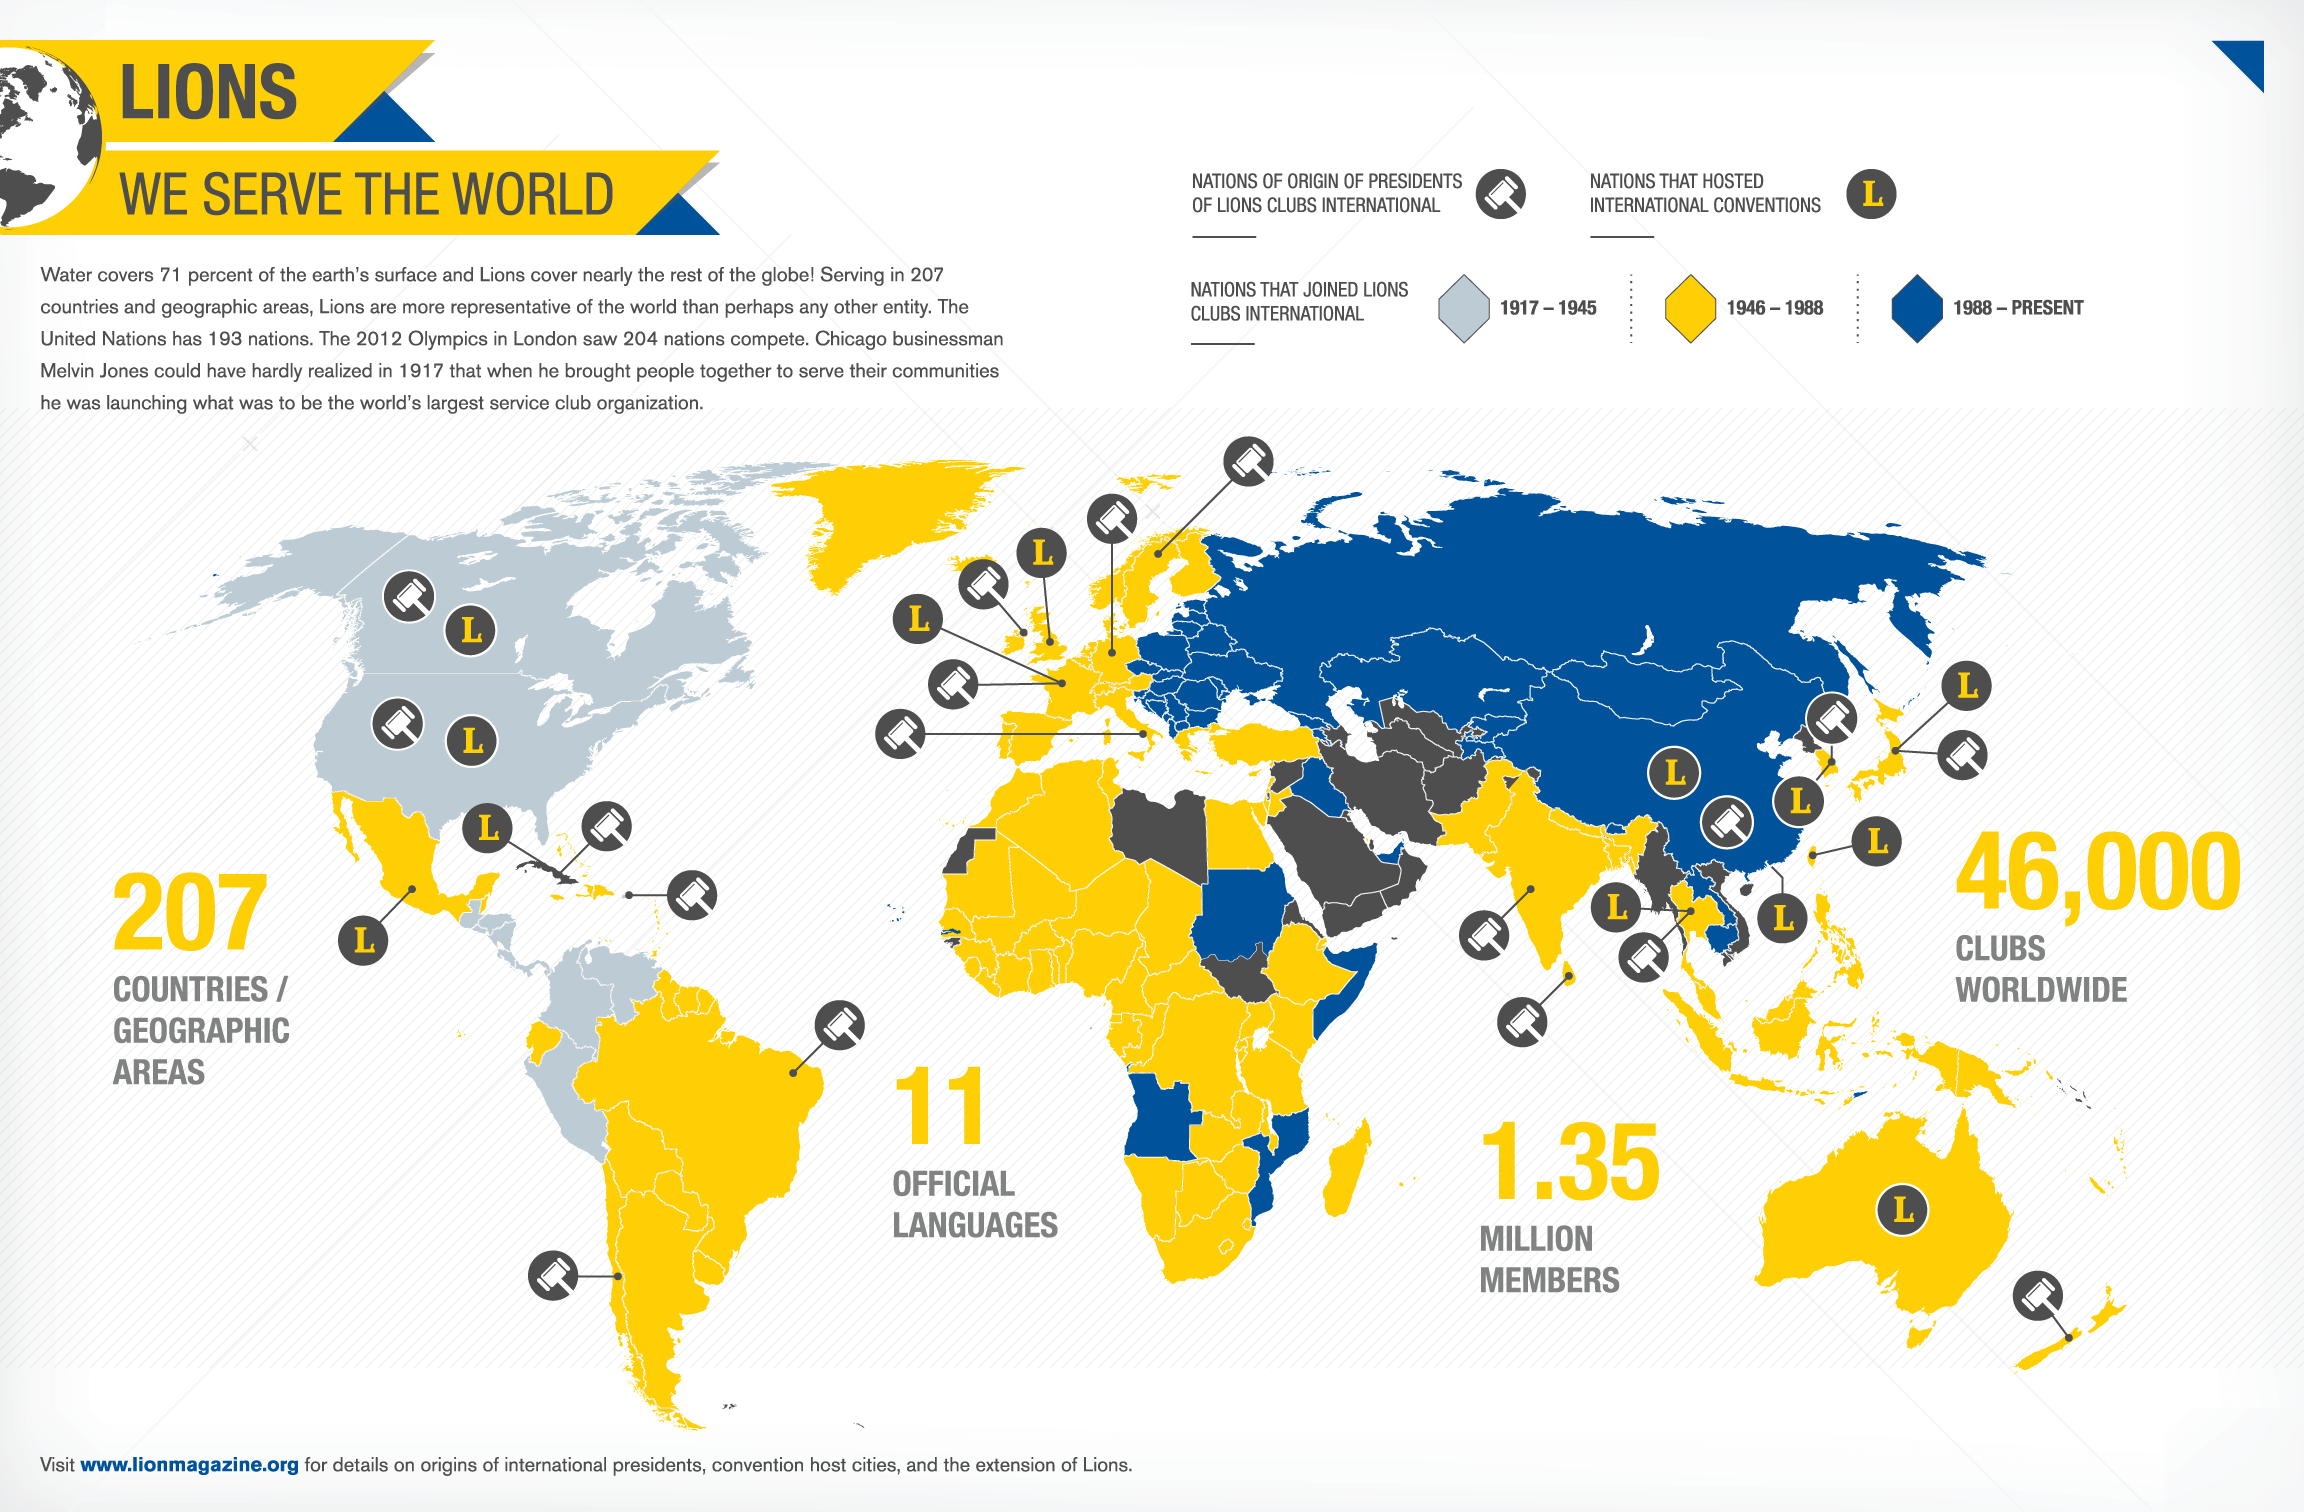 LIONS
WE SERVE THE WORLD
Water covers 71 percent of the earth's surface and Lions cover nearly the rest of the globe! Serving in 207
countries and geographic areas, Lions are more representative of the world than perhaps any other entity. The
United Nations has 193 nations. The 2012 Olympics in London saw 204 nations compete. Chicago businessman
Melvin Jones could have hardly realized in 1917 that when he brought people together to serve their communities
he was launching what was to be the world's largest service club organization.
NATIONS OF ORIGIN OF PRESIDENTS
OF LIONS CLUBS INTERNATIONAL
NATIONS THAT HOSTED
INTERNATIONAL CONVENTIONS
L
NATIONS THAT JOINED LIONS
CLUBS INTERNATIONAL
1917 – 1945
1946 – 1988
1988 – PRESENT
L
L
L
L
L
L
L
L
L
L
L
L
L
L
207
COUNTRIES /
GEOGRAPHIC
AREAS
11
OFFICIAL
LANGUAGES
1.35
MILLION
MEMBERS
46,000
CLUBS
WORLDWIDE
Visit www.lionmagazine.org for details on origins of international presidents, convention host cities, and the extension of Lions.